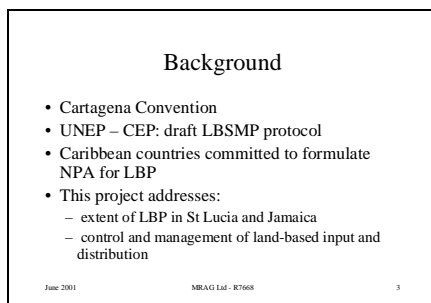 Background
• Cartagena Convention
• UNEP – CEP: draft LBSMP protocol
• Caribbean countries committed to formulate
NPA for LBP
• This project addresses:
– extent of LBP in St Lucia and Jamaica
– control and management of land-based input and
distribution
June 2001 MRAG Ltd - R7668 3